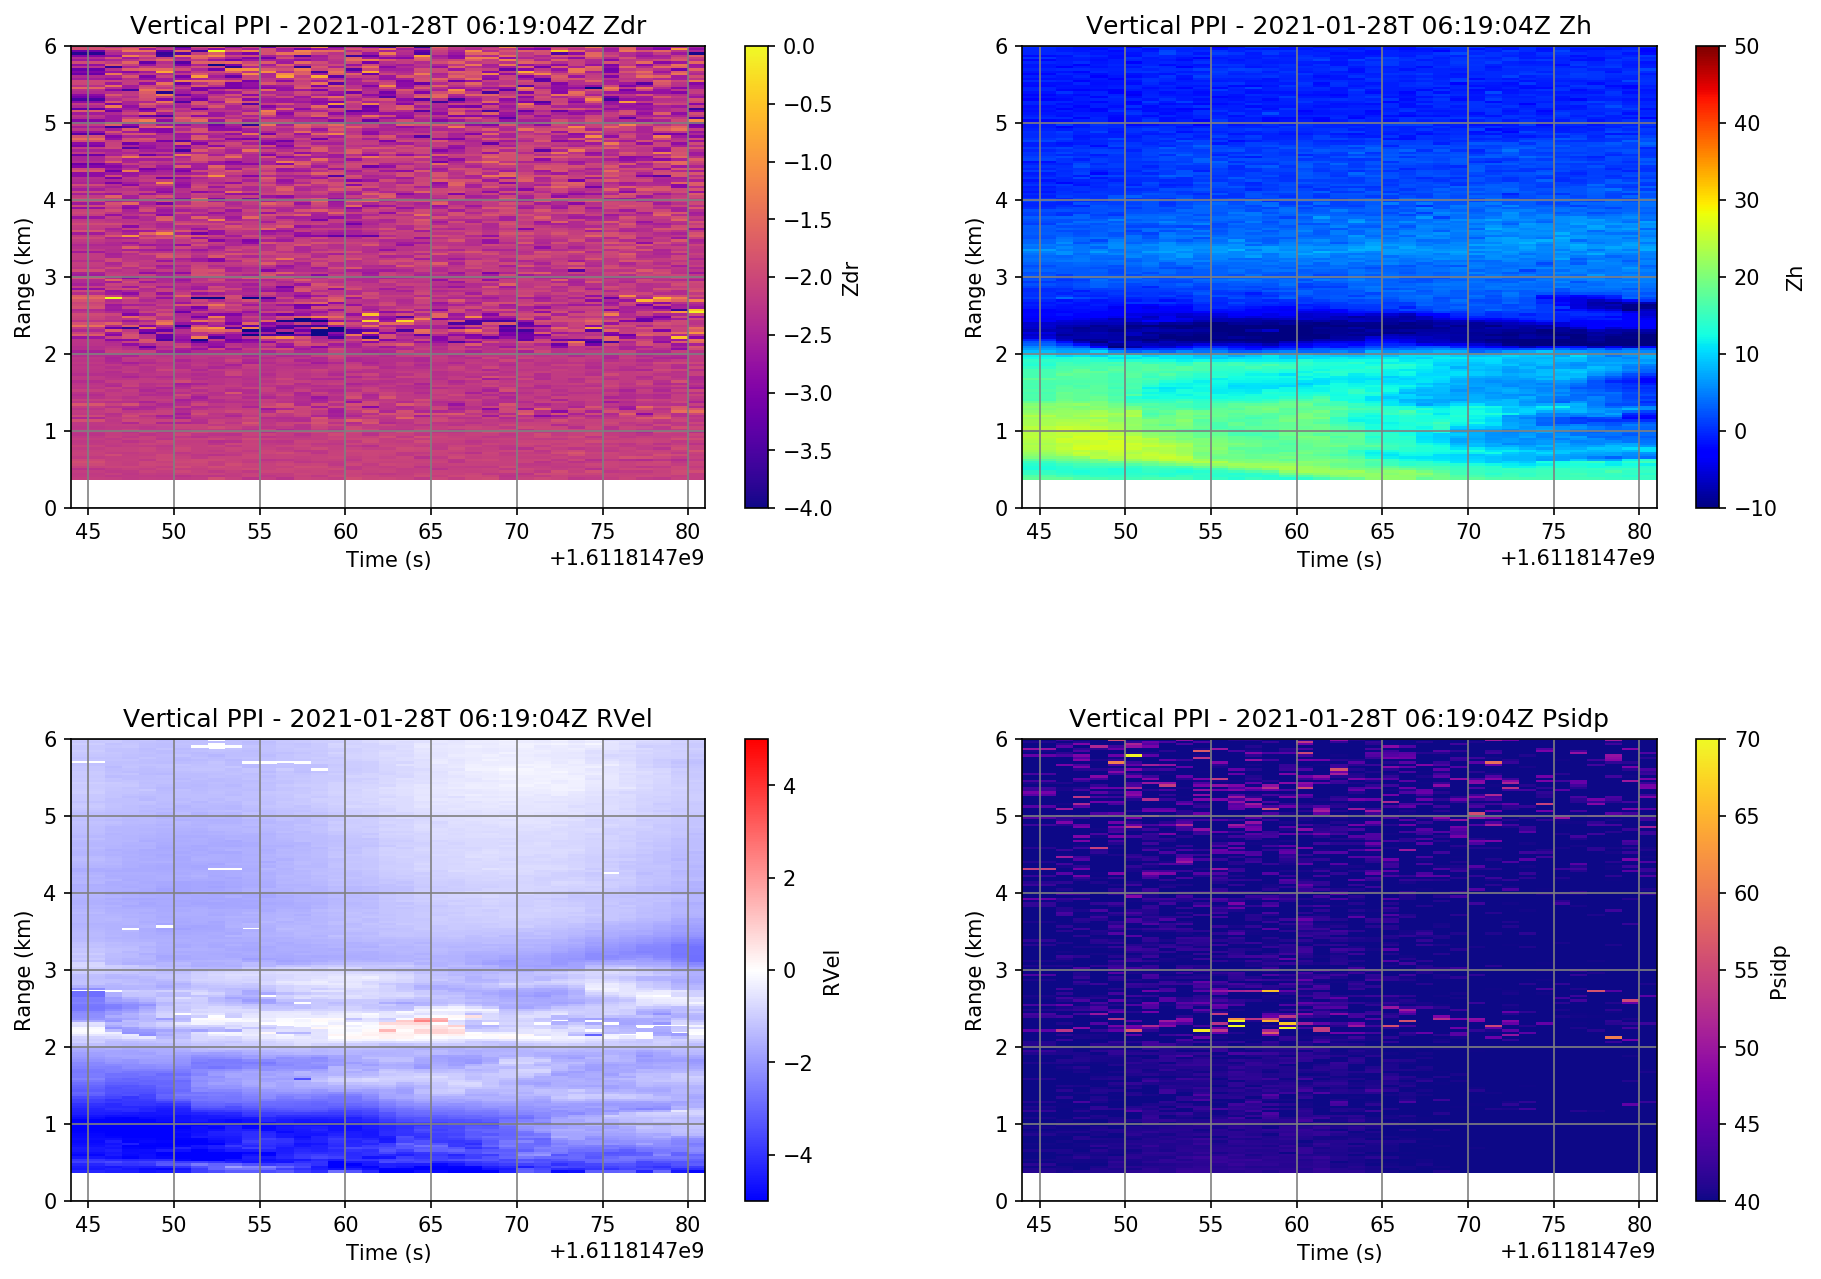 Vertical PPI - 2021-01-28T 06:19:04Z Zdr
6
5
4
3
2
1
0
Range (km)
45 50 55 60 65 70 75 80
Time (s)
+1.6118147e9
0.0
−0.5
−1.0
−1.5
−2.0
−2.5
−3.0
−3.5
−4.0
Zdr
Vertical PPI - 2021-01-28T 06:19:04Z Zh
6
5
4
3
2
1
0
Range (km)
45 50 55 60 65 70 75 80
Time (s)
+1.6118147e9
50
40
30
20
10
0
−10
Zh
Vertical PPI - 2021-01-28T 06:19:04Z RVel
6
5
4
3
2
1
0
Range (km)
45 50 55 60 65 70 75 80
Time (s)
+1.6118147e9
4
2
0
−2
−4
RVel
Vertical PPI - 2021-01-28T 06:19:04Z Psidp
6
5
4
3
2
1
0
Range (km)
45 50 55 60 65 70 75 80
Time (s)
+1.6118147e9
70
65
60
55
50
45
40
Psidp